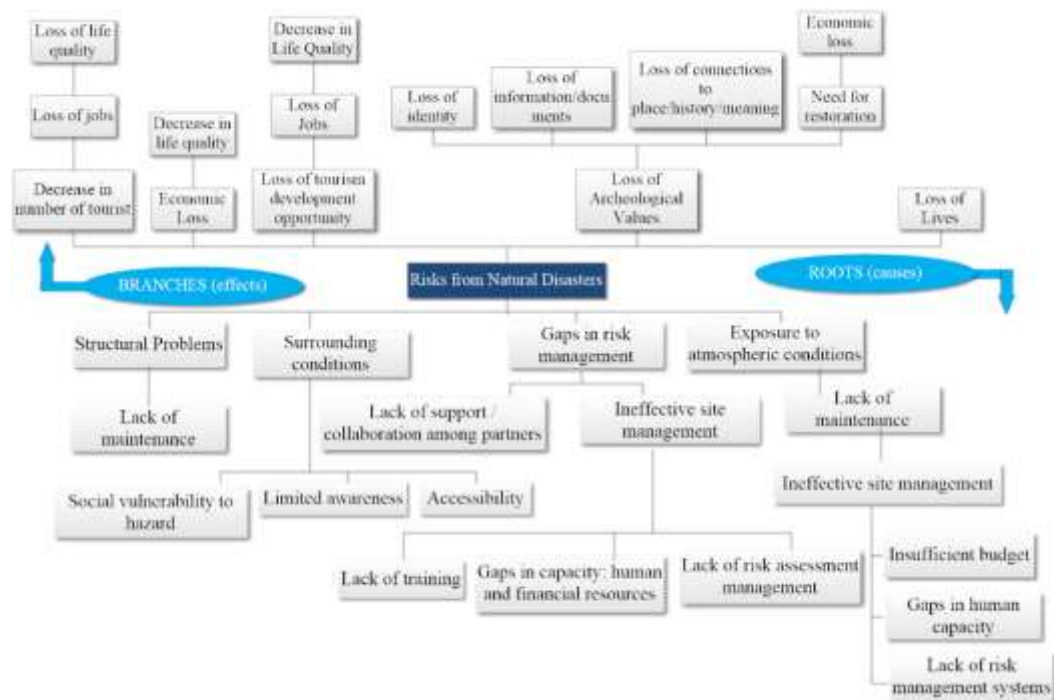 Loss of life
quality
Loss of jobs
Decrease in
number of tourist
Decrease in
life quality
Economic
Loss
Decrease in
Life Quality
Loss of
Jobs
Loss of tourism
development
opportunity
Loss of
identity
Loss of
information/docu
ments
Loss of connections
to
place/history/meaning
Economic
loss
Need for
restoration
Loss of
Archeological
Values
Loss of
Lives
BRANCHES (effects)
Risks from Natural Disasters
ROOTS (causes)
Structural Problems
Surrounding
conditions
Gaps in risk
management
Exposure to
atmospheric conditions
Lack of
maintenance
Lack of support /
collaboration among partners
Ineffective site
management
Lack of
maintenance
Social vulnerability to
hazard
Limited awareness
Accessibility
Ineffective site management
Lack of training
Gaps in capacity: human
and financial resources
Lack of risk assessment
management
Insufficient budget
Gaps in human
capacity
Lack of risk
management systems